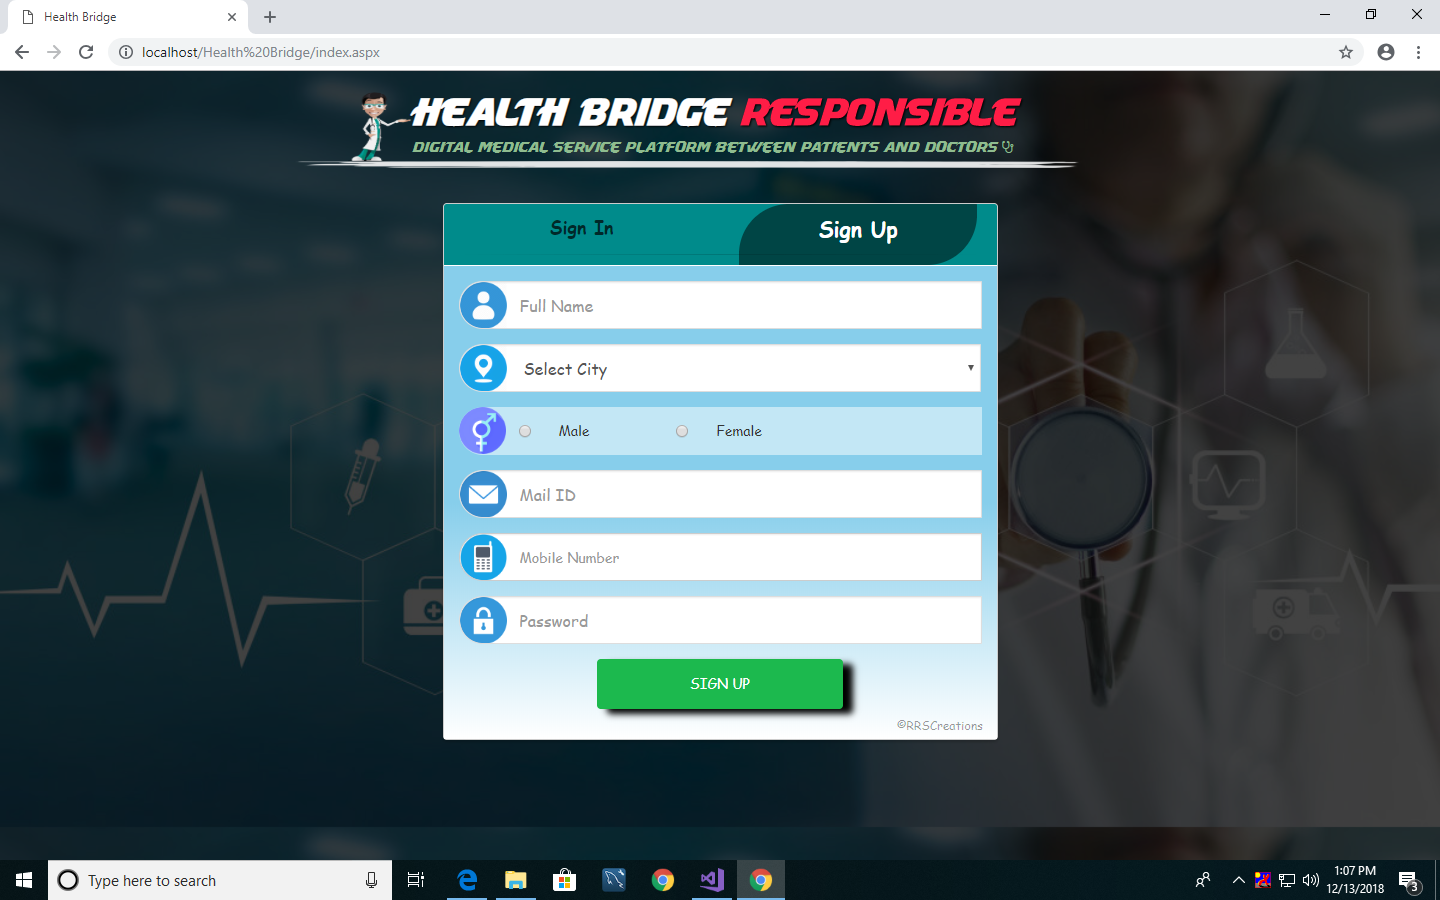 Health Bridge
localhost/Health%20Bridge/index.aspx
HEALTH BRIDGE RESPONSIBLE
DIGITAL MEDICAL SERVICE PLATFORM BETWEEN PATIENTS AND DOCTORS
Sign In
Sign Up
Full Name
Select City
Male
Female
Mail ID
Mobile Number
Password
SIGN UP
©RRSCreations
Type here to search
1:07 PM
12/13/2018
3